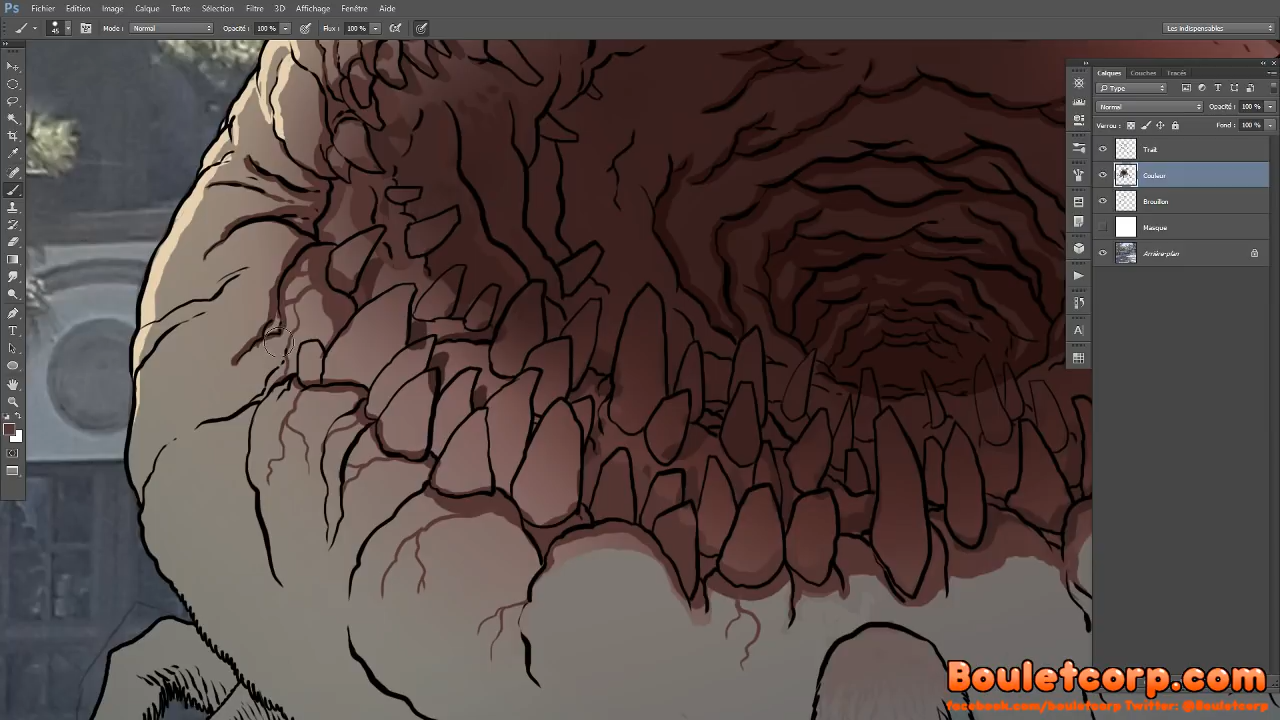 Ps Fichier Edition Image Calque Texte Sélection Filtre 3D Affichage Fenêtre Aide
45 Mode : Normal Opacité : 100 % Flux : 100 % Les indispensables
Calques Couches Tracés
Type
Normal Opacité : 100 %
Verrou : Fond : 100 %
Trait
Couleur
Brouillon
Masque
Arrière-plan
Bouletcorp.com
facebook.com/bouletcorp Twitter: @Bouletcorp